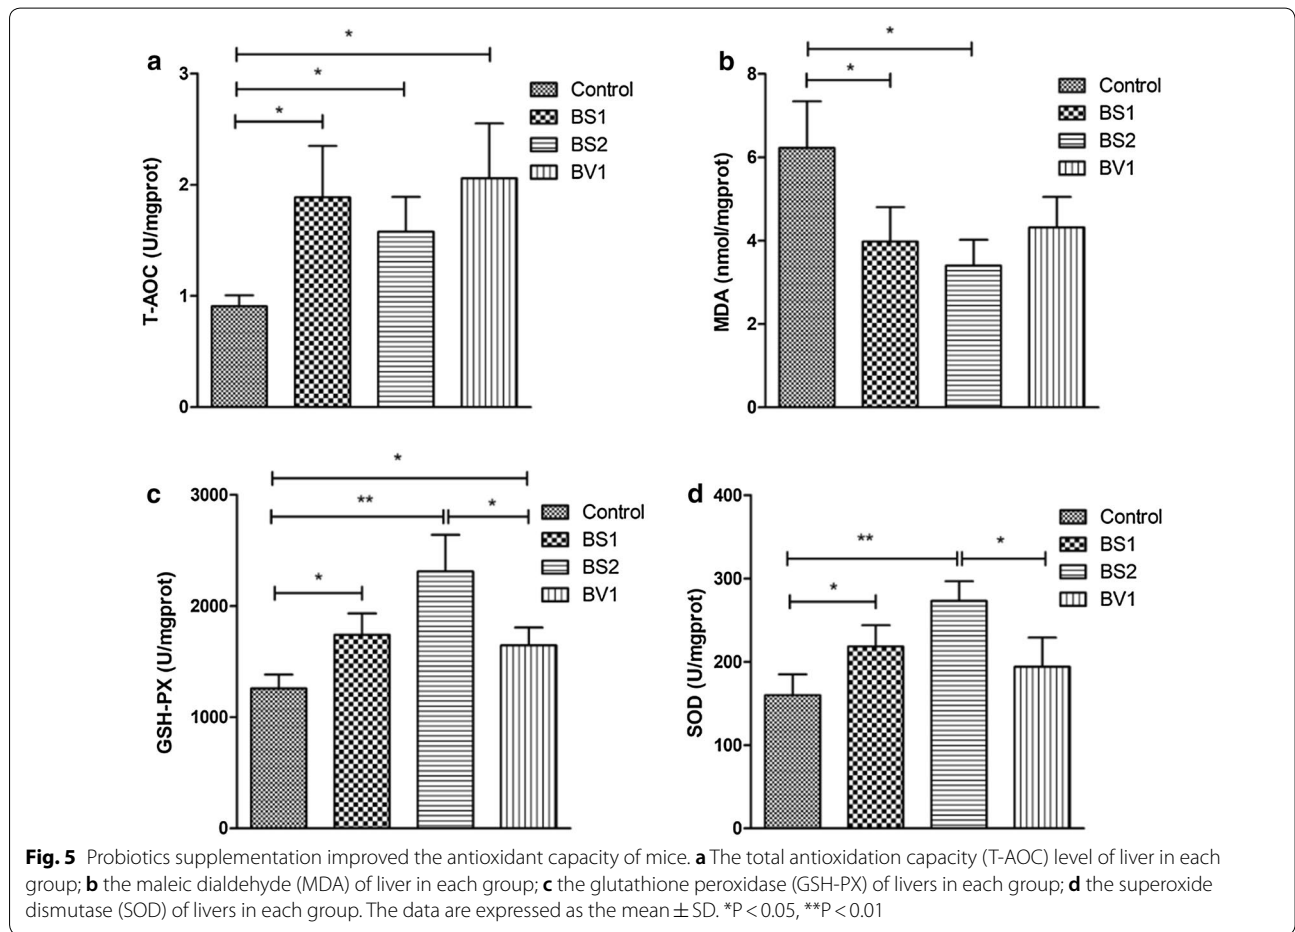 a
*
*
*
T-AOC (U/mgprot)
3
2
1
0
Control
BS1
BS2
BV1
b
*
*
MDA (nmol/mgprot)
8
6
4
2
0
Control
BS1
BS2
BV1
c
*
**
*
*
GSH-PX (U/mgprot)
3000
2000
1000
0
Control
BS1
BS2
BV1
d
**
*
*
SOD (U/mgprot)
400
300
200
100
0
Control
BS1
BS2
BV1
Fig. 5 Probiotics supplementation improved the antioxidant capacity of mice. a The total antioxidation capacity (T-AOC) level of liver in each
group; b the maleic dialdehyde (MDA) of liver in each group; c the glutathione peroxidase (GSH-PX) of livers in each group; d the superoxide
dismutase (SOD) of livers in each group. The data are expressed as the mean ± SD. *P < 0.05, **P < 0.01